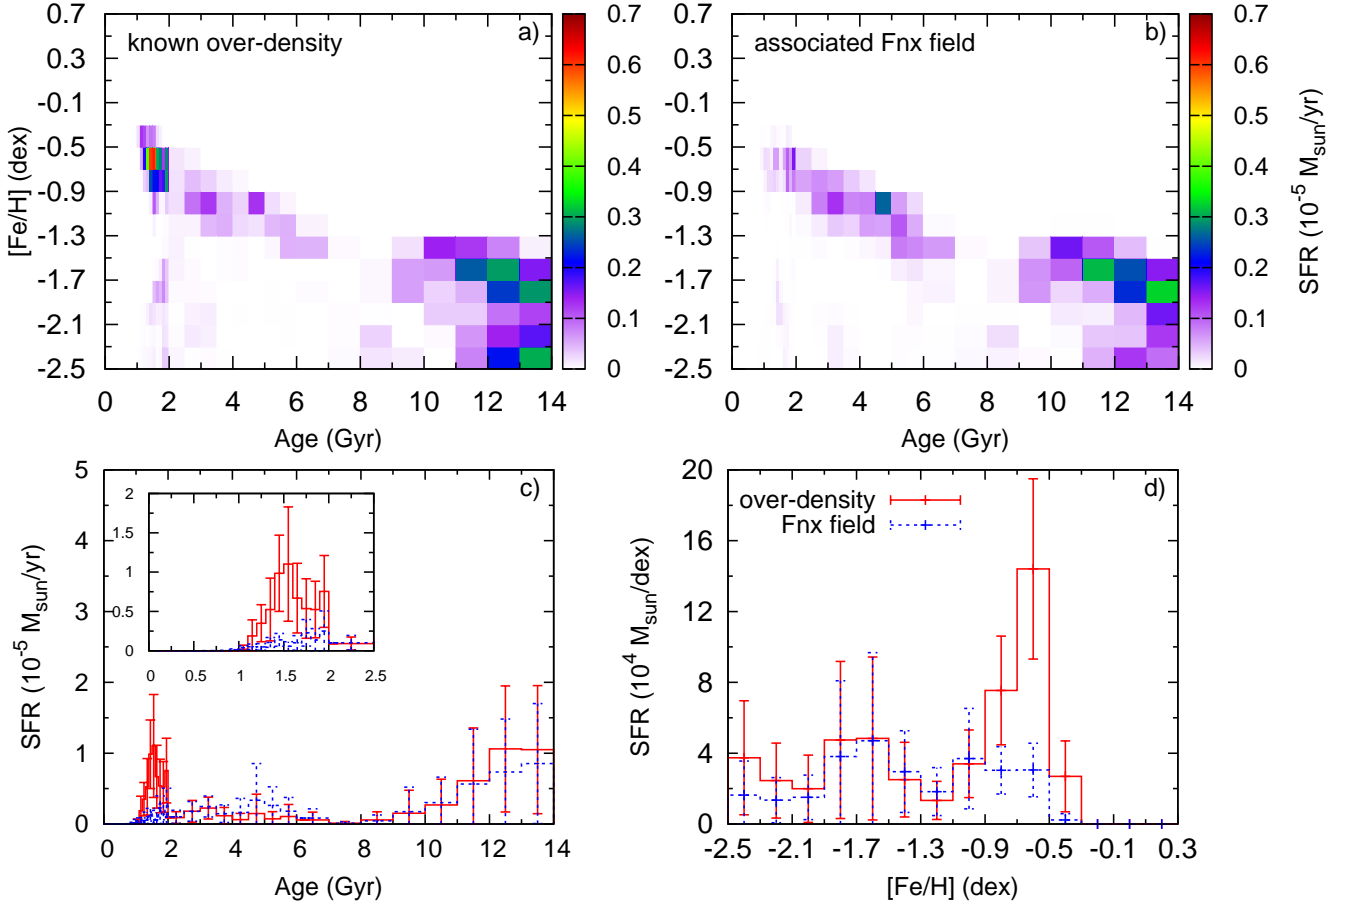 known over-density
a)
[Fe/H] (dex)
0.7
0.3
-0.1
-0.5
-0.9
-1.3
-1.7
-2.1
-2.5
0 2 4 6 8 10 12 14
Age (Gyr)
0.7
0.6
0.5
0.4
0.3
0.2
0.1
0
associated Fnx field
b)
0.7
0.3
-0.1
-0.5
-0.9
-1.3
-1.7
-2.1
-2.5
0 2 4 6 8 10 12 14
Age (Gyr)
0.7
0.6
0.5
0.4
0.3
0.2
0.1
0
SFR (10-5 Msun/yr)
c)
SFR (10-5 Msun/yr)
5
4
3
2
1
0
0 2 4 6 8 10 12 14
Age (Gyr)
2
1.5
1
0.5
0
0 0.5 1 1.5 2 2.5
d)
over-density
Fnx field
SFR (104 Msun/dex)
20
16
12
8
4
0
-2.5 -2.1 -1.7 -1.3 -0.9 -0.5 -0.1 0.3
[Fe/H] (dex)